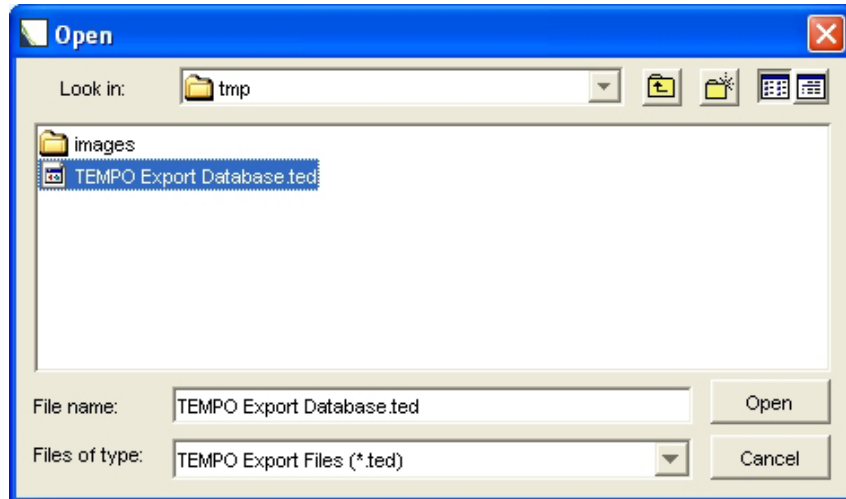 Open
Look in: tmp
images
TEMPO Export Database.ted
File name: TEMPO Export Database.ted Open
Files of type: TEMPO Export Files (*.ted) Cancel